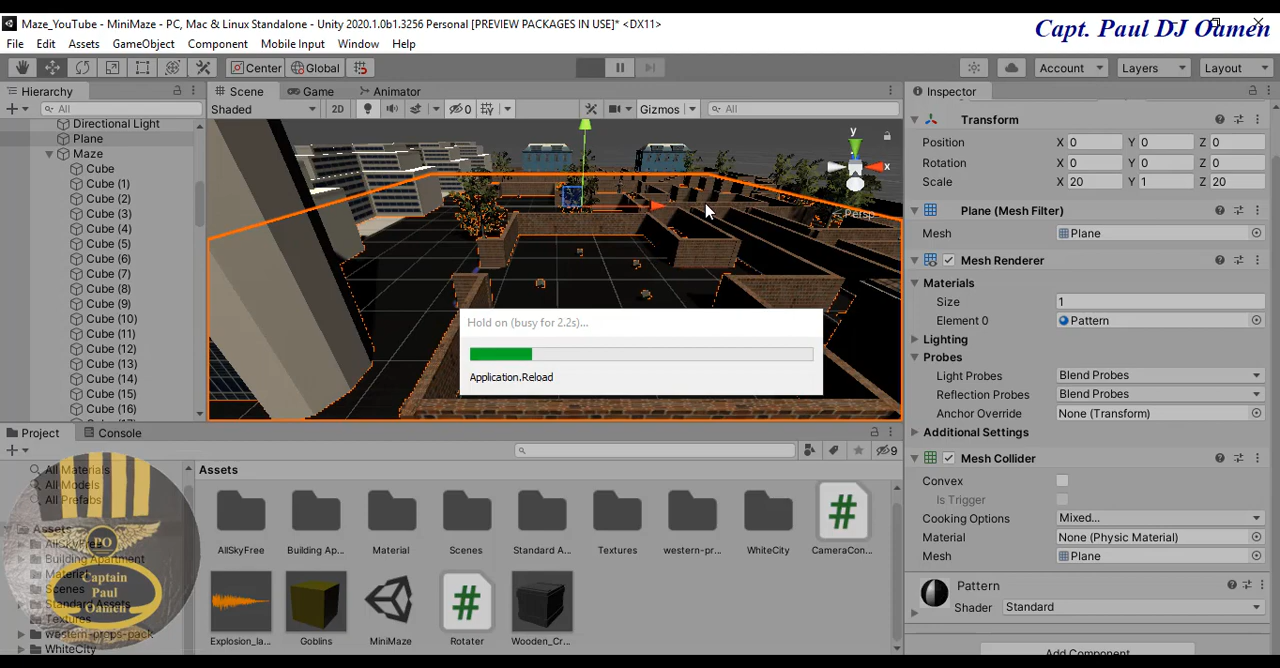 Maze_YouTube - MiniMaze - PC, Mac & Linux Standalone - Unity 2020.1.0b1.3256 Personal [PREVIEW PACKAGES IN USE]* <DX11>
Capt. Paul DJ Oamen
File Edit Assets GameObject Component Mobile Input Window Help
Center Global Account Layers Layout
Hierarchy
All
Directional Light
Plane
Maze
Cube
Cube (1)
Cube (2)
Cube (3)
Cube (4)
Cube (5)
Cube (6)
Cube (7)
Cube (8)
Cube (9)
Cube (10)
Cube (11)
Cube (12)
Cube (13)
Cube (14)
Cube (15)
Cube (16)
Scene Game Animator
Shaded 2D 0 Gizmos All
y
x
Persp
Hold on (busy for 2.2s)...
Application.Reload
Inspector
Transform
Position X 0 Y 0 Z 0
Rotation X 0 Y 0 Z 0
Scale X 20 Y 1 Z 20
Plane (Mesh Filter)
Mesh Plane
Mesh Renderer
Materials
Size 1
Element 0 Pattern
Lighting
Probes
Light Probes Blend Probes
Reflection Probes Blend Probes
Anchor Override None (Transform)
Additional Settings
Mesh Collider
Convex
Is Trigger
Cooking Options Mixed...
Material None (Physic Material)
Mesh Plane
Pattern
Shader Standard
Add Component
Project Console
9
All Materials
All Models
All Prefabs
Assets
AllSkyFree
Building Apartment
Material
Scenes
Standard Assets
Textures
western-props-pack
WhiteCity
PO
Captain
Paul
Oamen
Assets
AllSkyFree Building Ap... Material Scenes Standard A... Textures western-pr... WhiteCity CameraCon...
Explosion_la... Goblins MiniMaze Rotater Wooden_Cr...